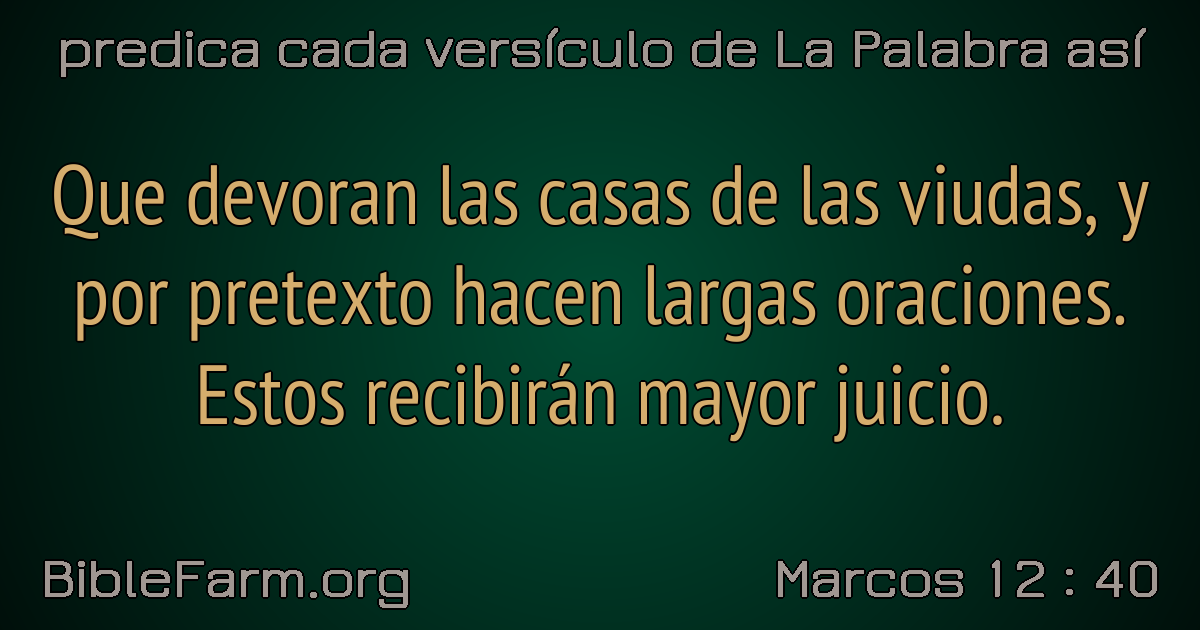 predica cada versículo de La Palabra así
Que devoran las casas de las viudas, y
por pretexto hacen largas oraciones.
Estos recibirán mayor juicio.
BibleFarm.org
Marcos 12 : 40